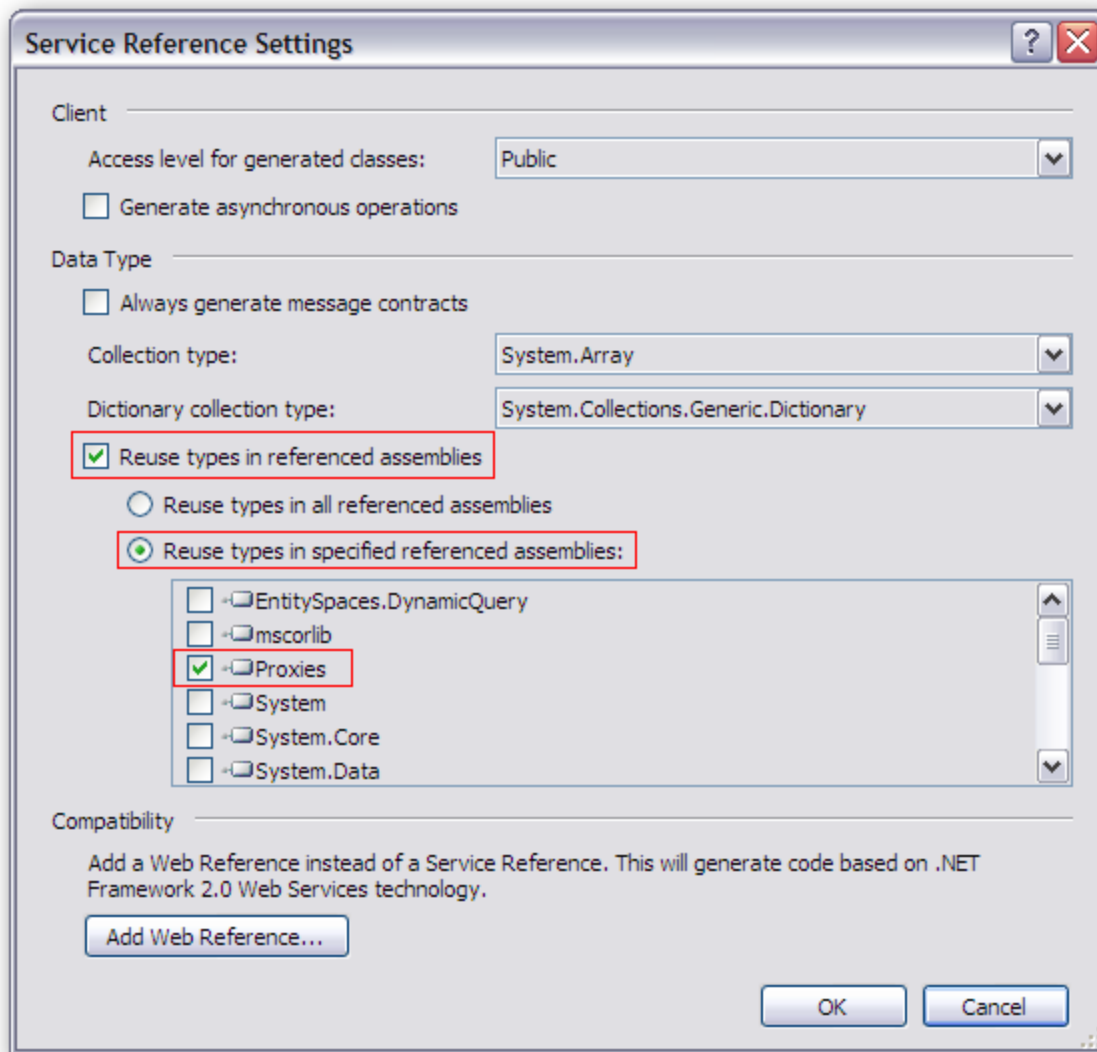 Service Reference Settings
?
Client
Access level for generated classes: Public
Generate asynchronous operations
Data Type
Always generate message contracts
Collection type: System.Array
Dictionary collection type: System.Collections.Generic.Dictionary
Reuse types in referenced assemblies
Reuse types in all referenced assemblies
Reuse types in specified referenced assemblies:
EntitySpaces.DynamicQuery
mscorlib
Proxies
System
System.Core
System.Data
Compatibility
Add a Web Reference instead of a Service Reference. This will generate code based on .NET
Framework 2.0 Web Services technology.
Add Web Reference...
OK Cancel